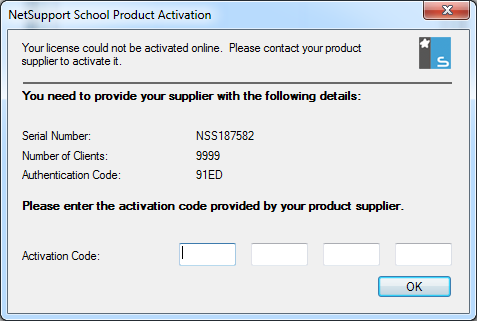 NetSupport School Product Activation
Your license could not be activated online.  Please contact your product
supplier to activate it.
S
You need to provide your supplier with the following details:
Serial Number: NSS187582
Number of Clients: 9999
Authentication Code: 91ED
Please enter the activation code provided by your product supplier.
Activation Code:
OK